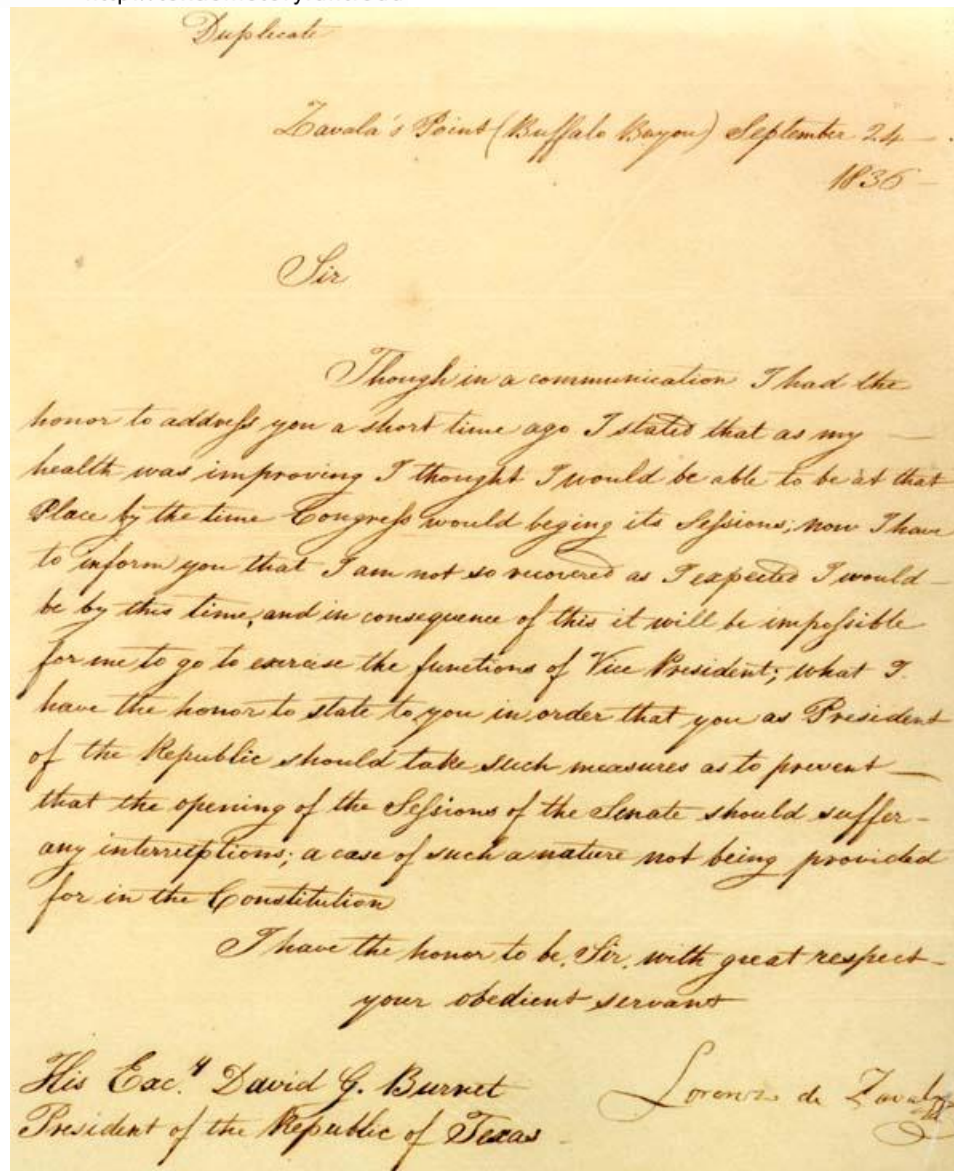 Duplicate
Zavala's Point (Buffalo Bayou) September 24 —
1836 —
Sir
Though in a communication I had the
honor to address you a short time ago I stated that as my —
health was improving I thought I would be able to be at that
Place by the time Congress would beging its Sessions; now I have
to inform you that I am not so recovered as I expected I would —
be by this time, and in consequence of this it will be impossible
for me to go to exercise the functions of Vice President; what I
have the honor to state to you in order that you as President
of the Republic should take such measures as to prevent —
that the opening of the Sessions of the Senate should suffer —
any interreptions; a case of such a nature not being provided
for in the Constitution
I have the honor to be, Sir, with great respect —
your obedient servant
His Exc.y David G. Burnet
Lorenzo de Zavala
President of the Republic of Texas